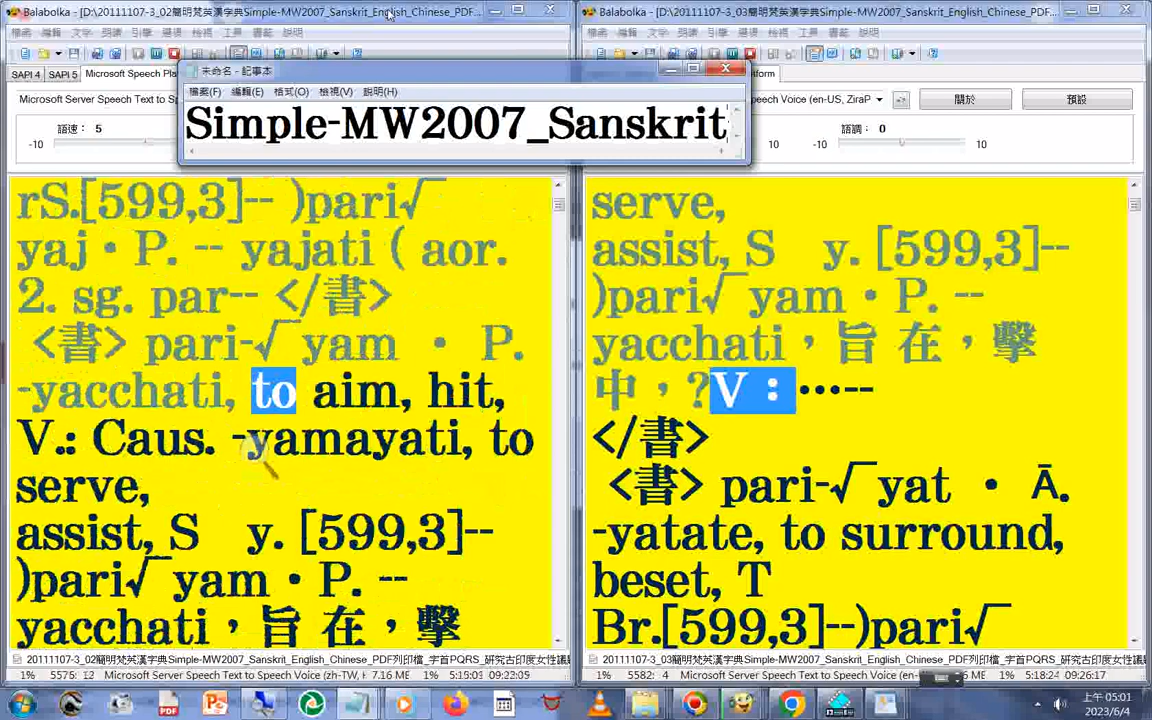 Balabolka - [D:\20111107-3_02簡明梵英漢字典Simple-MW2007_Sanskrit_English_Chinese_PDF...
Balabolka - [D:\20111107-3_03簡明梵英漢字典Simple-MW2007_Sanskrit_English_Chinese_PDF...
SAPI 4
SAPI 5
Microsoft Speech Pla
tform
Microsoft Server Speech Text to Sp
eech Voice (en-US, ZiraP
關於
預設
語速: 5
-10
10
語調: 0
-10
10
未命名 - 記事本
檔案(F) 編輯(E) 格式(O) 檢視(V) 說明(H)
Simple-MW2007_Sanskrit
rS.[599,3]-- )pari√
yaj · P. -- yajati ( aor.
2. sg. par-- </書>
<書> pari-√ yam · P.
-yacchati, to aim, hit,
V.: Caus. -yamayati, to
serve,
assist, S y. [599,3]--
)pari√ yam · P. --
yacchati，旨 在，擊
serve,
assist, S y. [599,3]--
)pari√ yam · P. --
yacchati，旨 在，擊
中，?V：…--
</書>
<書> pari-√ yat · Ā.
-yatate, to surround,
beset, T
Br.[599,3]--)pari√
20111107-3_02簡明梵英漢字典Simple-MW2007_Sanskrit_English_Chinese_PDF列印檔_字首PQRS_研究古印度女性議
20111107-3_03簡明梵英漢字典Simple-MW2007_Sanskrit_English_Chinese_PDF列印檔_字首PQRS_研究古印度女性議
1% 5575: 13 Microsoft Server Speech Text to Speech Voice (zh-TW, H 7.16 ME 1% 5:15:09 09:22:05
1% 5582: 4 Microsoft Server Speech Text to Speech Voice 7.16 ME 1% 5:18:24 09:26:17
上午 05:01
2023/6/4